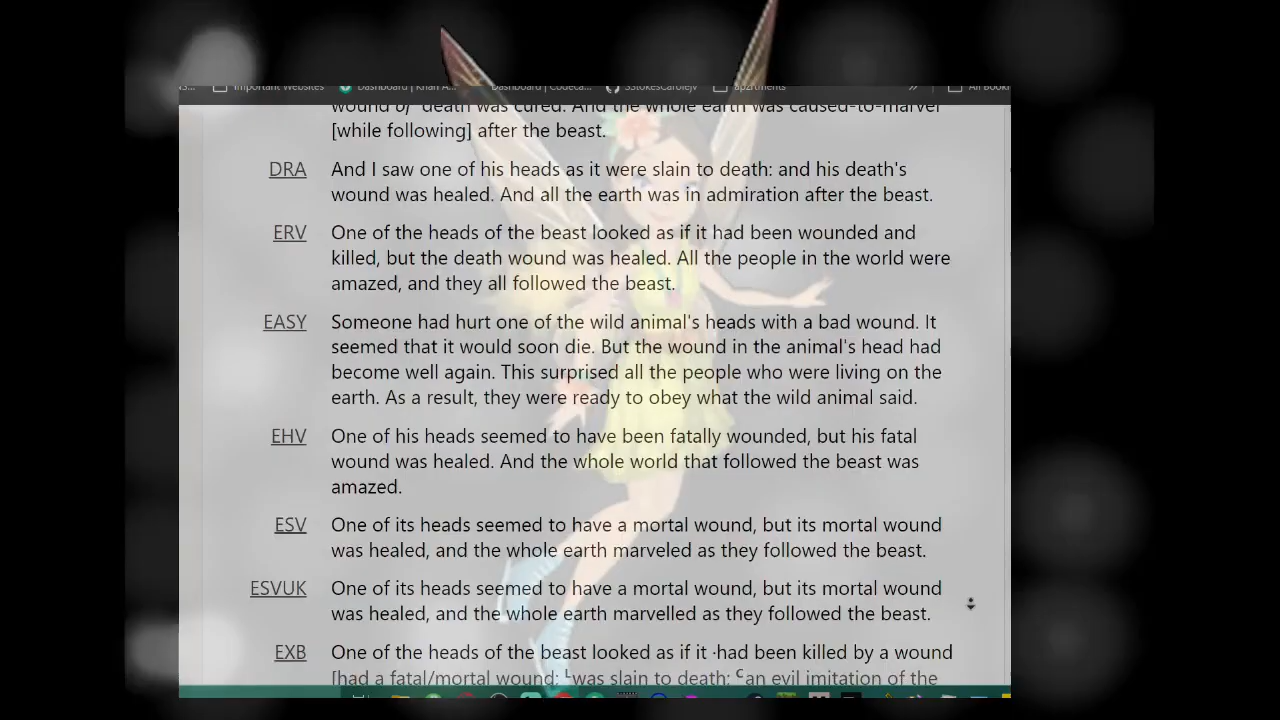 Important Websites Dashboard | Khan A... Dashboard | Codeca... SStokesCarolejv ap2rtments » All Book
wound of death was cured. And the whole earth was caused-to-marvel
[while following] after the beast.
DRA And I saw one of his heads as it were slain to death: and his death's
wound was healed. And all the earth was in admiration after the beast.
ERV One of the heads of the beast looked as if it had been wounded and
killed, but the death wound was healed. All the people in the world were
amazed, and they all followed the beast.
EASY Someone had hurt one of the wild animal's heads with a bad wound. It
seemed that it would soon die. But the wound in the animal's head had
become well again. This surprised all the people who were living on the
earth. As a result, they were ready to obey what the wild animal said.
EHV One of his heads seemed to have been fatally wounded, but his fatal
wound was healed. And the whole world that followed the beast was
amazed.
ESV One of its heads seemed to have a mortal wound, but its mortal wound
was healed, and the whole earth marveled as they followed the beast.
ESVUK One of its heads seemed to have a mortal wound, but its mortal wound
was healed, and the whole earth marvelled as they followed the beast.
EXB One of the heads of the beast looked as if it ·had been killed by a wound
[had a fatal/mortal wound; ᴸwas slain to death; ᶜan evil imitation of the